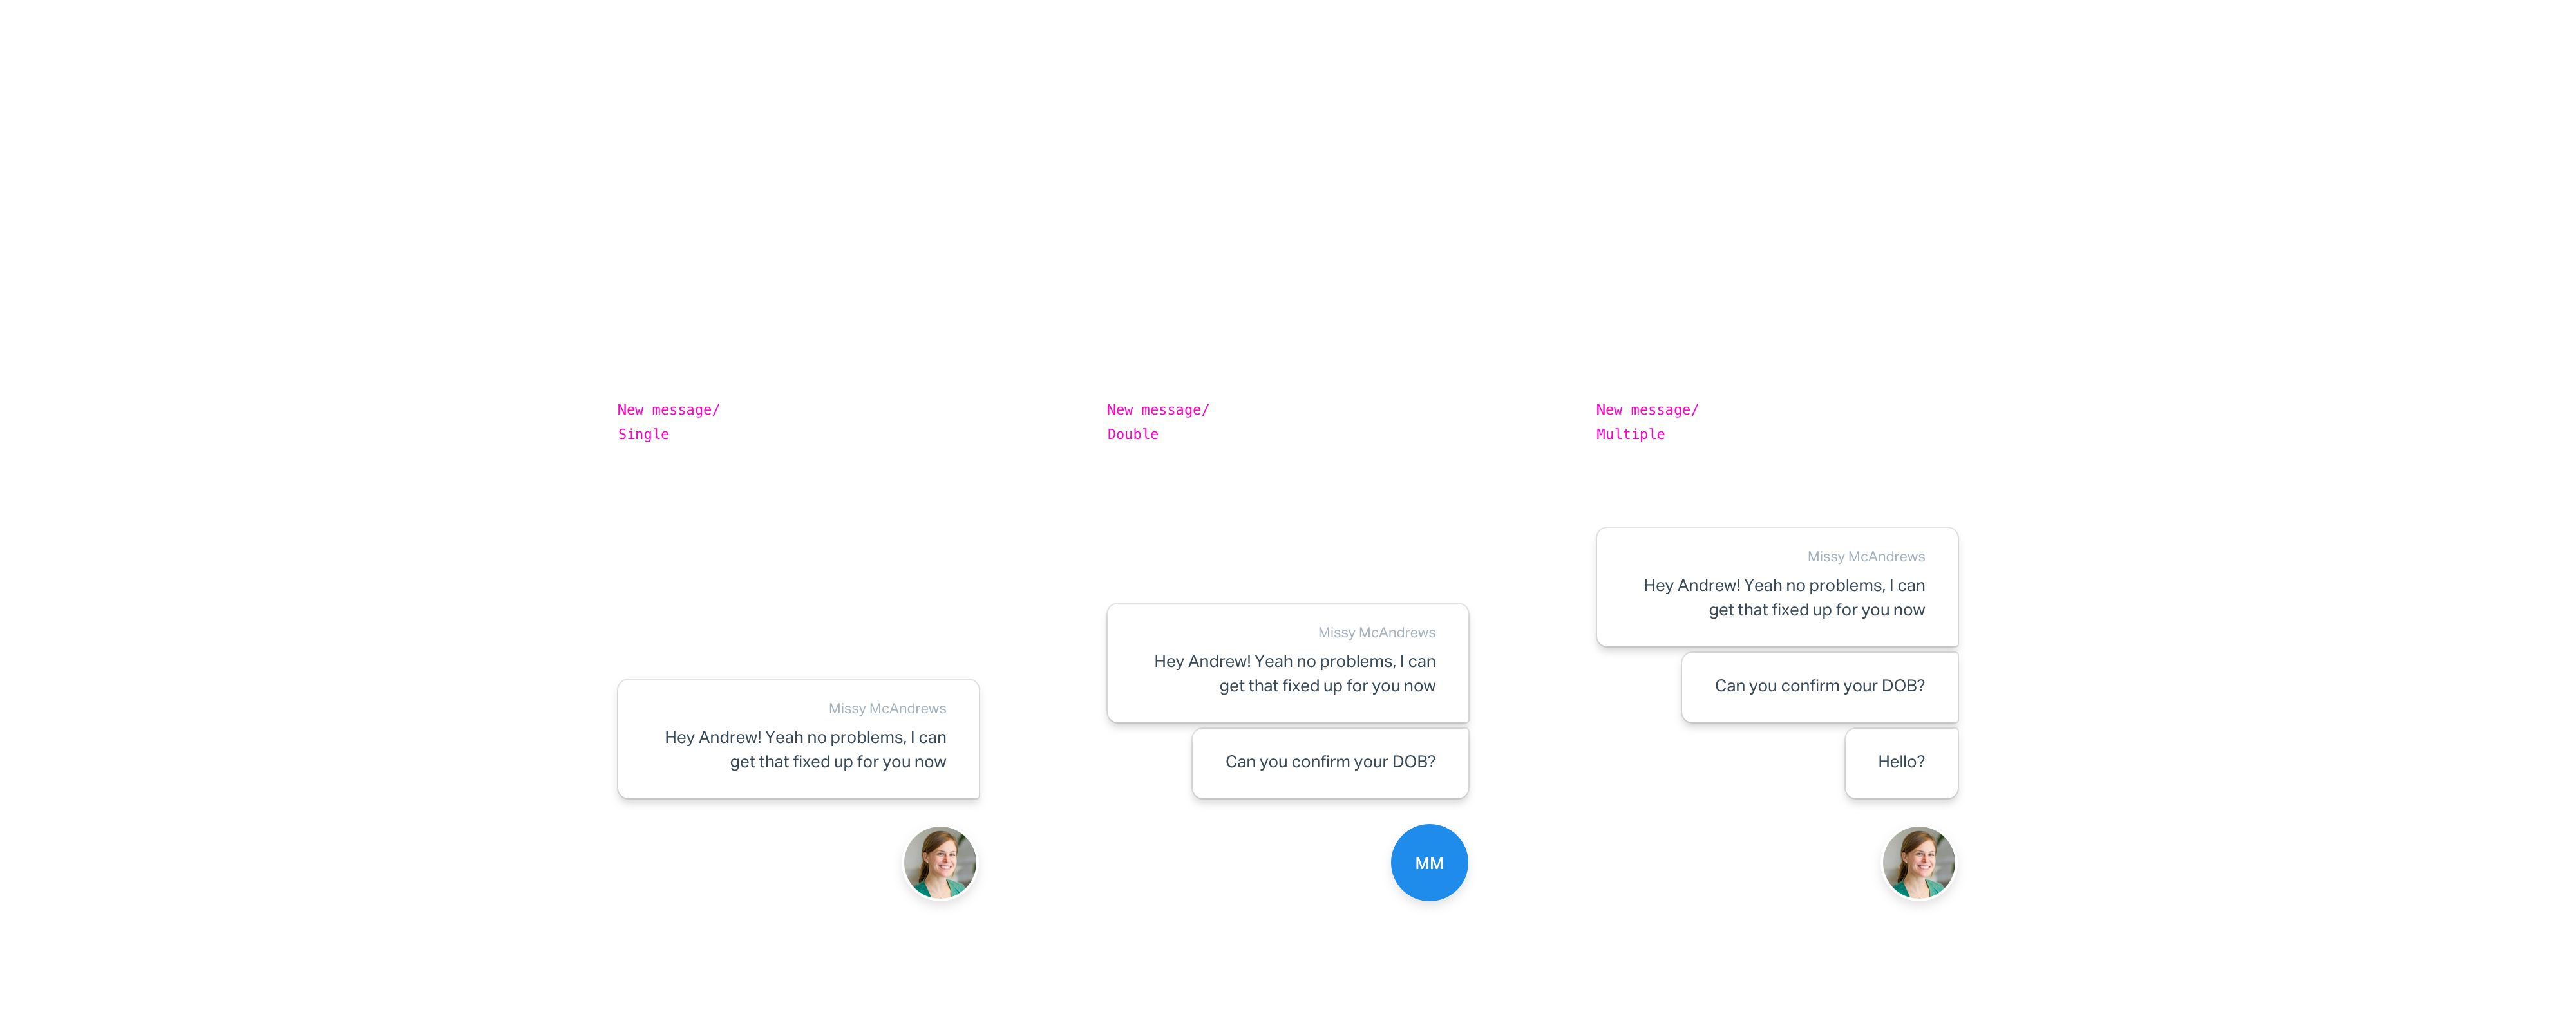 New message/
Single
Missy McAndrews
Hey Andrew! Yeah no problems, I can
get that fixed up for you now
New message/
Double
Missy McAndrews
Hey Andrew! Yeah no problems, I can
get that fixed up for you now
Can you confirm your DOB?
MM
New message/
Multiple
Missy McAndrews
Hey Andrew! Yeah no problems, I can
get that fixed up for you now
Can you confirm your DOB?
Hello?